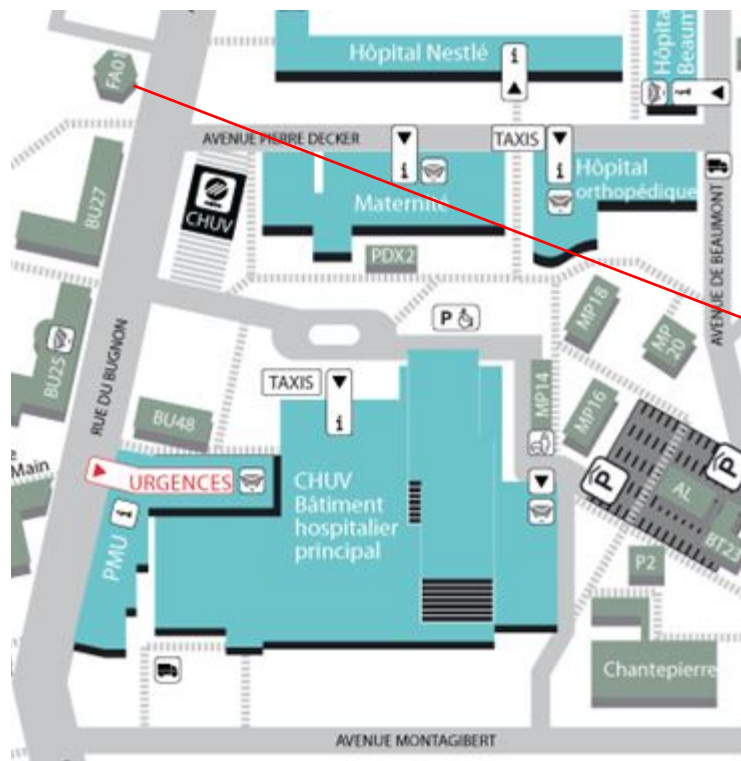 Hôpital Nestlé
i
Hôpita
Beaum
i
FA01
AVENUE PIERRE DECKER
TAXIS
i
i
Hôpital
orthopédique
Maternité
CHUV
BU27
PDX2
AVENUE DE BEAUMONT
MP18
MP
20
P
BU25
RUE DU BUGNON
TAXIS
i
MP14
MP16
BU48
Main
URGENCES
CHUV
Bâtiment
hospitalier
principal
P
P
AL
BT23
i
PMU
P2
Chantepierre
AVENUE MONTAGIBERT